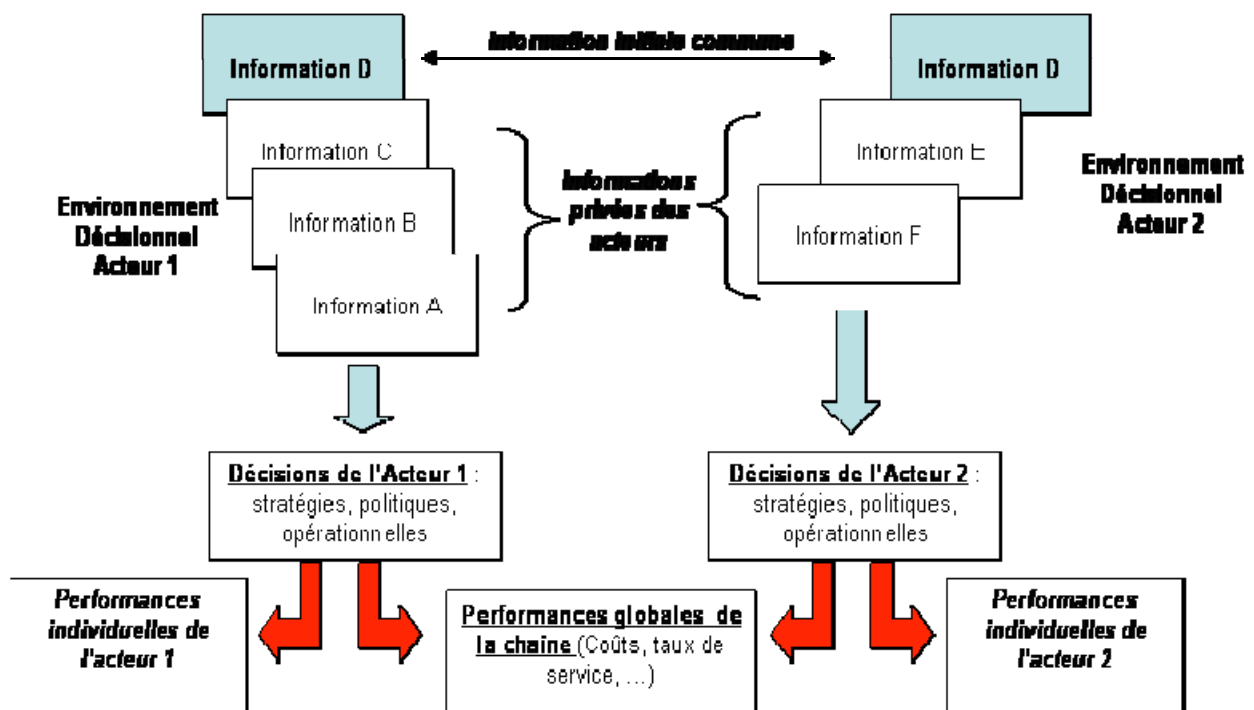 Information initiale commune
Information D
Information D
Information C
Information E
Information B
Information F
Information A
Environnement
Décisionnel
Acteur 1
Informations
privées des
acteurs
Environnement
Décisionnel
Acteur 2
Décisions de l'Acteur 1 :
stratégies, politiques,
opérationnelles
Décisions de l'Acteur 2 :
stratégies, politiques,
opérationnelles
Performances
individuelles de
l'acteur 1
Performances globales de
la chaine (Coûts, taux de
service, ...)
Performances
individuelles de
l'acteur 2